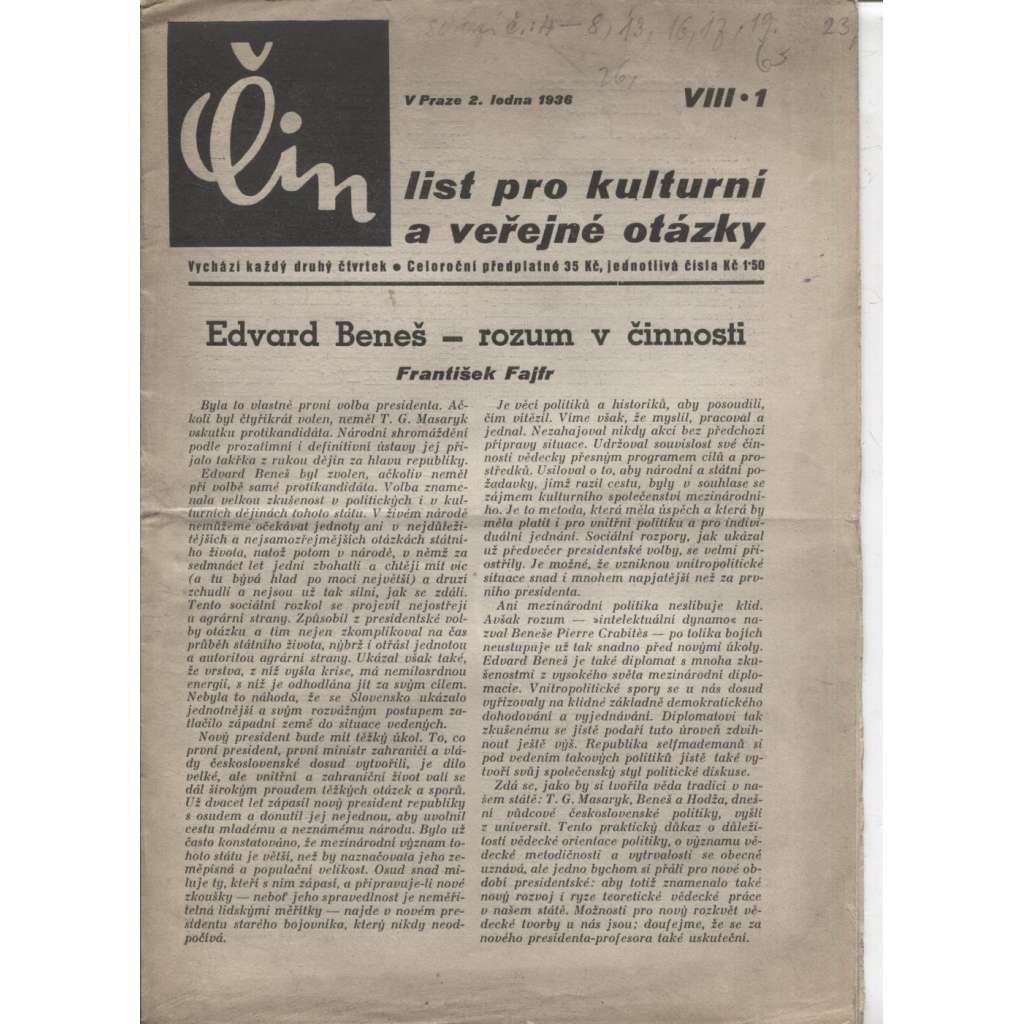 Čin
V Praze 2. ledna 1936
VIII • 1
list pro kulturní
a veřejné otázky
Vychází každý druhý čtvrtek • Celoroční předplatné 35 Kč, jednotlivá čísla Kč 1·50
Edvard Beneš — rozum v činnosti
František Fajfr
Byla to vlastně první volba presidenta. Ač-
koli byl čtyřikrát volen, neměl T. G. Masaryk
vskutku protikandidáta. Národní shromáždění
podle prozatímní i definitivní ústavy jej při-
jalo takřka z rukou dějin za hlavu republiky.
Edvard Beneš byl zvolen, ačkoliv neměl
při volbě samé protikandidáta. Volba zname-
nala velkou zkušenost v politických i v kul-
turních dějinách tohoto státu. V živém národě
nemůžeme očekávat jednoty ani v nejdůleži-
tějších a nejsamozřejmějších otázkách státní-
ho života, natož potom v národě, v němž za
sedmnáct let jedni zbohatli a chtějí mít víc
(a tu bývá hlad po moci největší) a druzí
zchudli a nejsou už tak silni, jak se zdáli.
Tento sociální rozkol se projevil nejostřeji
u agrární strany. Způsobil z presidentské vol-
by otázku a tím nejen zkomplikoval na čas
průběh státního života, nýbrž i otřásl jednotou
a autoritou agrární strany. Ukázal však také,
že vrstva, z níž vyšla krise, má nemilosrdnou
energii, s níž je odhodlána jít za svým cílem.
Nebyla to náhoda, že se Slovensko ukázalo
jednotnější a svým rozvážným postupem za-
tlačilo západní země do situace vedených.
Nový president bude mít těžký úkol. To, co
první president, první ministr zahraničí a vlá-
dy československé dosud vytvořili, je dílo
velké, ale vnitřní a zahraniční život valí se
dál širokým proudem těžkých otázek a sporů.
Už dvacet let zápasil nový president republiky
s osudem a donutil jej nejednou, aby uvolnil
cestu mladému a neznámému národu. Bylo už
často konstatováno, že mezinárodní význam to-
hoto státu je větší, než by naznačovala jeho ze-
měpisná a populační velikost. Osud snad mi-
luje ty, kteří s ním zápasí, a připravuje-li nové
zkoušky — neboť jeho spravedlnost je neměři-
telná lidskými měřítky — najde v novém pre-
sidentu starého bojovníka, který nikdy neod-
počívá.
Je věcí politiků a historiků, aby posoudili,
čím vítězil. Víme však, že myslil, pracoval a
jednal. Nezahajoval nikdy akcí bez předchozí
přípravy situace. Udržoval souvislost své čin-
nosti vědecky přesným programem cílů a pro-
středků. Usiloval o to, aby národní a státní po-
žadavky, jimž razil cestu, byly v souhlase se
zájmem kulturního společenství mezinárodní-
ho. Je to metoda, která měla úspěch a která by
měla platit i pro vnitřní politiku a pro indivi-
duální jednání. Sociální rozpory, jak ukázal
už předvečer presidentské volby, se velmi při-
ostřily. Je možné, že vzniknou vnitropolitické
situace snad i mnohem napjatější než za prv-
ního presidenta.
Ani mezinárodní politika neslibuje klid.
Avšak rozum — »intelektuální dynamo« na-
zval Beneše Pierre Crabitès — po tolika bojích
neustupuje už tak snadno před novými úkoly.
Edvard Beneš je také diplomat s mnoha zku-
šenostmi z vysokého světa mezinárodní diplo-
macie. Vnitropolitické spory se u nás dosud
vyřizovaly na klidné základně demokratického
dohodování a vyjednávání. Diplomatovi tak
zkušenému se jistě podaří tuto úroveň zdvih-
nout ještě výš. Republika selfmademanů si
pod vedením takových politiků jistě také vy-
tvoří svůj společenský styl politické diskuse.
Zdá se, jako by si tvořila věda tradici v na-
šem státě: T. G. Masaryk, Beneš a Hodža, dneš-
ní vůdcové československé politiky, vyšli
z universit. Tento praktický důkaz o důleži-
tosti vědecké orientace politiky, o významu vě-
decké metodičnosti a vytrvalosti se obecně
uznává, ale jedno bychom si přáli pro nové ob-
dobí presidentské: aby totiž znamenalo také
nový rozvoj i ryze teoretické vědecké práce
v našem státě. Možnosti pro nový rozkvět vě-
decké tvorby u nás jsou; doufejme, že se za
nového presidenta-profesora také uskuteční.